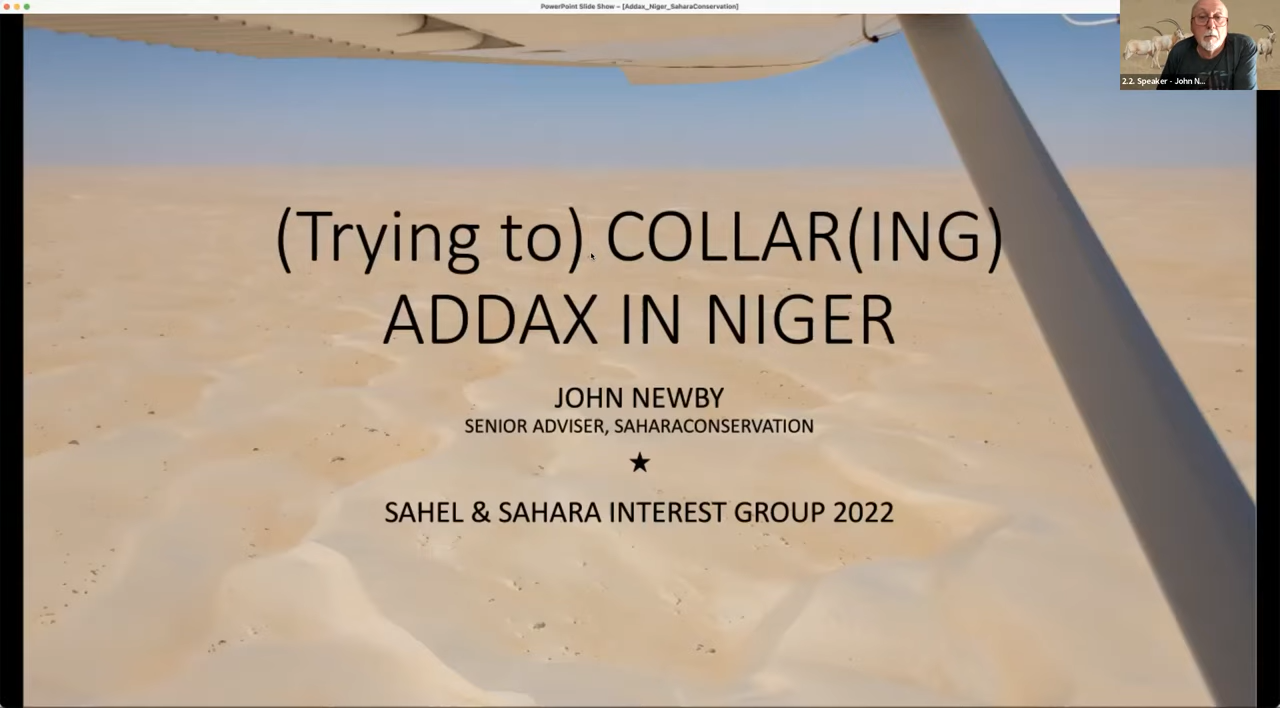 PowerPoint Slide Show – [Addax_Niger_SaharaConservation]
2.2. Speaker - John N...
(Trying to) COLLAR(ING)
ADDAX IN NIGER
JOHN NEWBY
SENIOR ADVISER, SAHARACONSERVATION
★
SAHEL & SAHARA INTEREST GROUP 2022